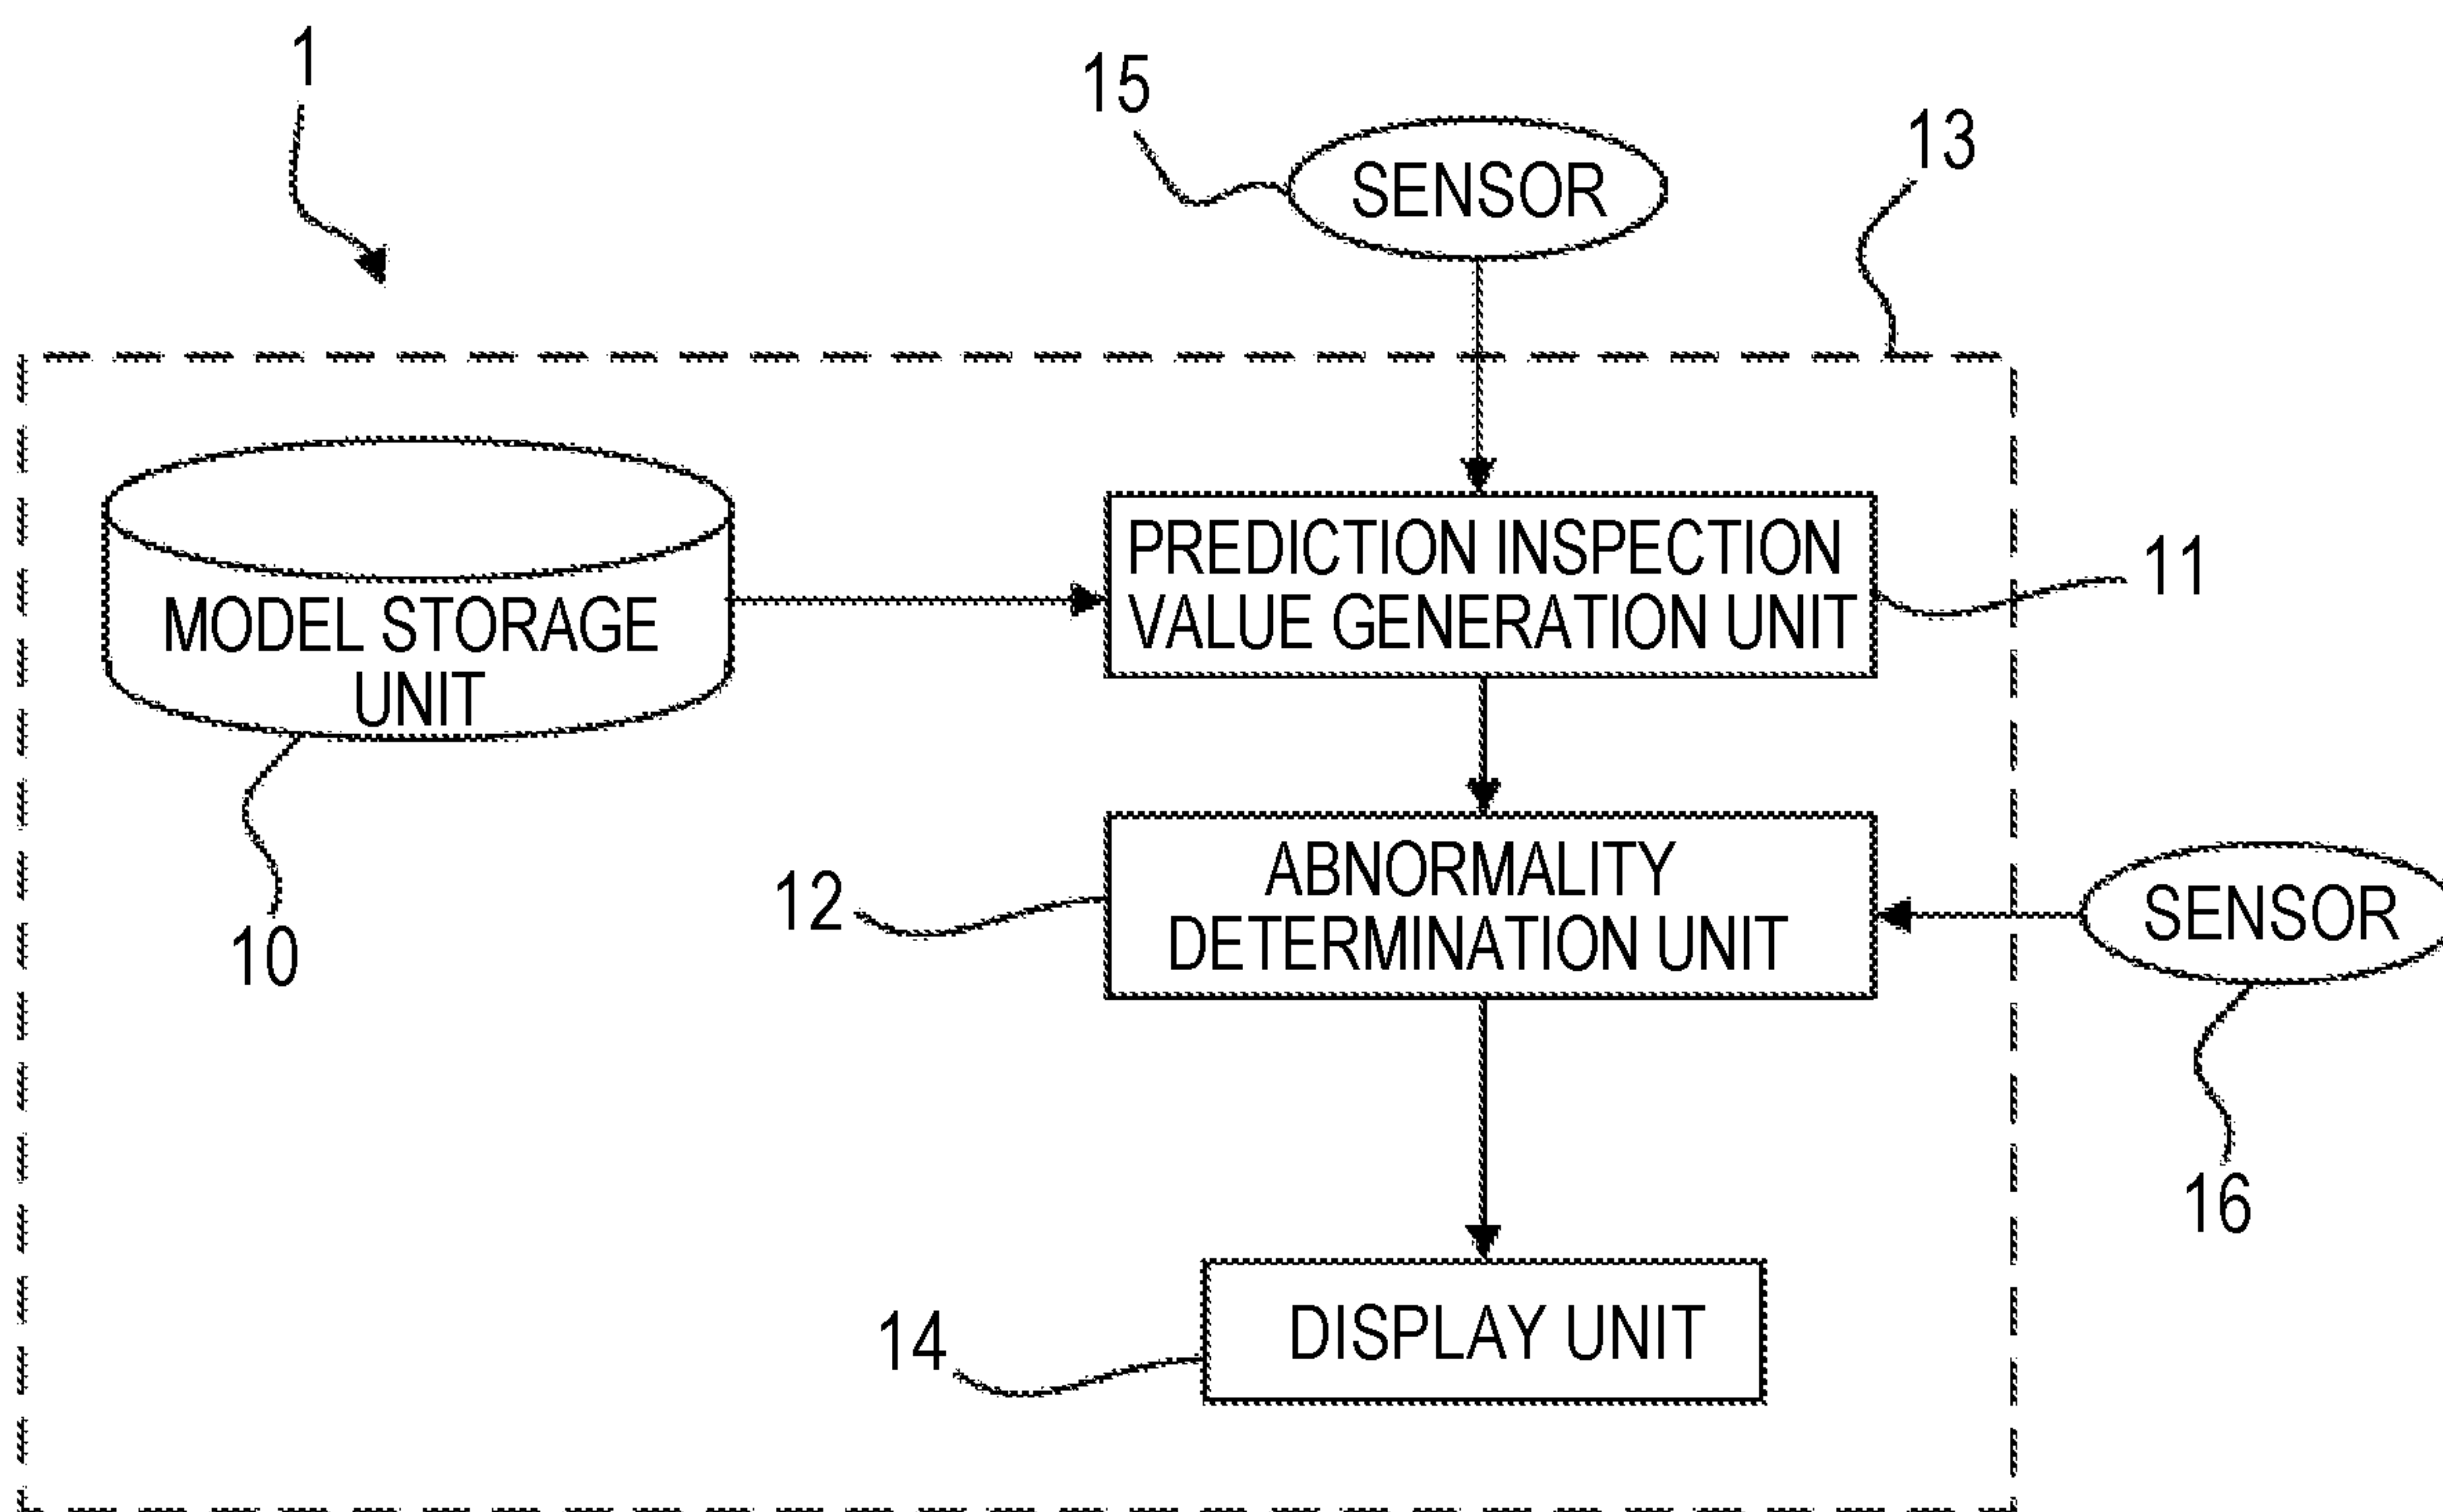 1
15
SENSOR
13
PREDICTION INSPECTION
VALUE GENERATION UNIT
11
MODEL STORAGE
UNIT
10
12
ABNORMALITY
DETERMINATION UNIT
SENSOR
16
14
DISPLAY UNIT